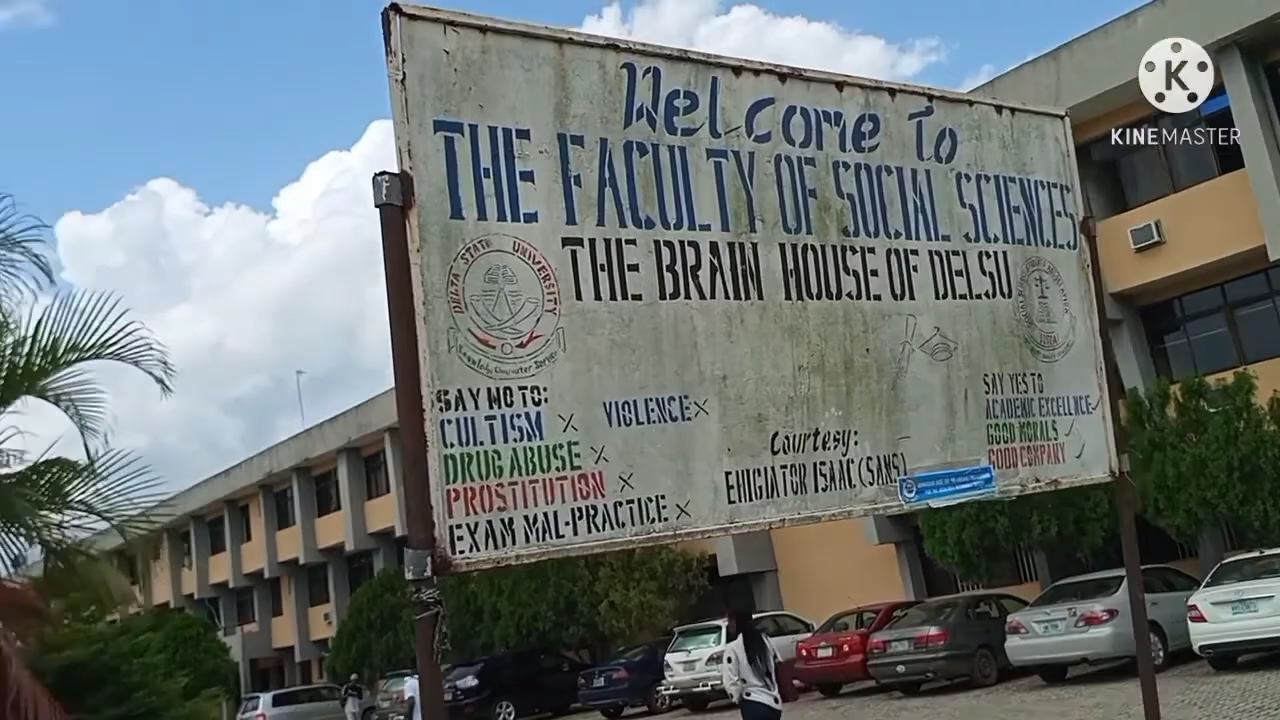 Welcome To
THE FACULTY OF SOCIAL SCIENCES
THE BRAIN HOUSE OF DELSU
DELTA STATE UNIVERSITY
SAY NO TO:
CULTISM x VIOLENCE x
DRUG ABUSE x
PROSTITUTION x
EXAM MAL-PRACTICE x
Courtesy:
EHIGIATOR ISAAC (SANS)
SAY YES TO
ACADEMIC EXCELLENCE
GOOD MORALS
GOOD COMPANY
K
KINEMASTER